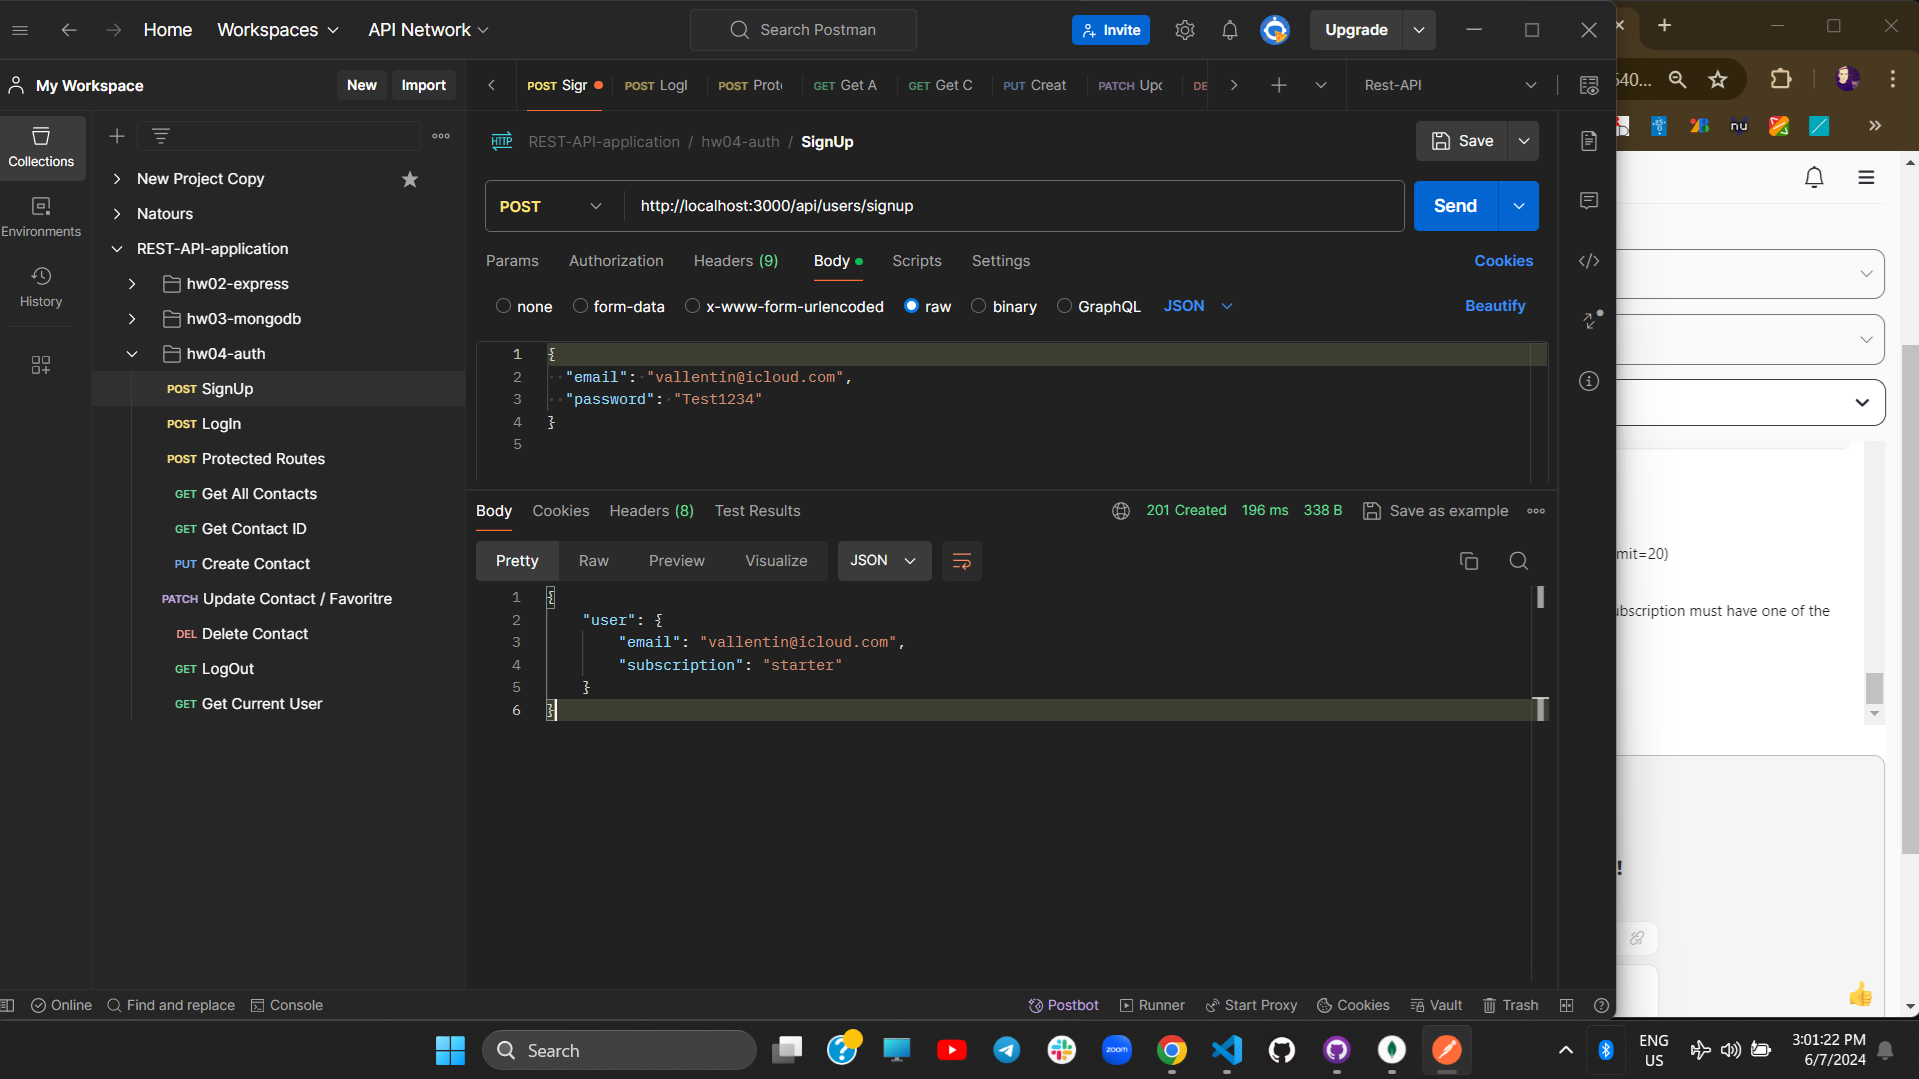 Home
Workspaces
API Network
Search Postman
Invite
Upgrade
My Workspace
New
Import
POST Sigr
POST LogI
POST Prot
GET Get A
GET Get C
PUT Creat
PATCH Upc
DE
Rest-API
540...
Collections
Environments
History
New Project Copy
Natours
REST-API-application
hw02-express
hw03-mongodb
hw04-auth
POST SignUp
POST LogIn
POST Protected Routes
GET Get All Contacts
GET Get Contact ID
PUT Create Contact
PATCH Update Contact / Favoritre
DEL Delete Contact
GET LogOut
GET Get Current User
HTTP REST-API-application / hw04-auth / SignUp
Save
POST
http://localhost:3000/api/users/signup
Send
Params
Authorization
Headers (9)
Body
Scripts
Settings
Cookies
none
form-data
x-www-form-urlencoded
raw
binary
GraphQL
JSON
Beautify
1 {
2 "email": "vallentin@icloud.com",
3 "password": "Test1234"
4 }
5
Body
Cookies
Headers (8)
Test Results
201 Created
196 ms
338 B
Save as example
Pretty
Raw
Preview
Visualize
JSON
1 {
2 "user": {
3 "email": "vallentin@icloud.com",
4 "subscription": "starter"
5 }
6 }
nu
mit=20)
ubscription must have one of the
!
Online
Find and replace
Console
Postbot
Runner
Start Proxy
Cookies
Vault
Trash
Search
zoom
ENG
US
3:01:22 PM
6/7/2024